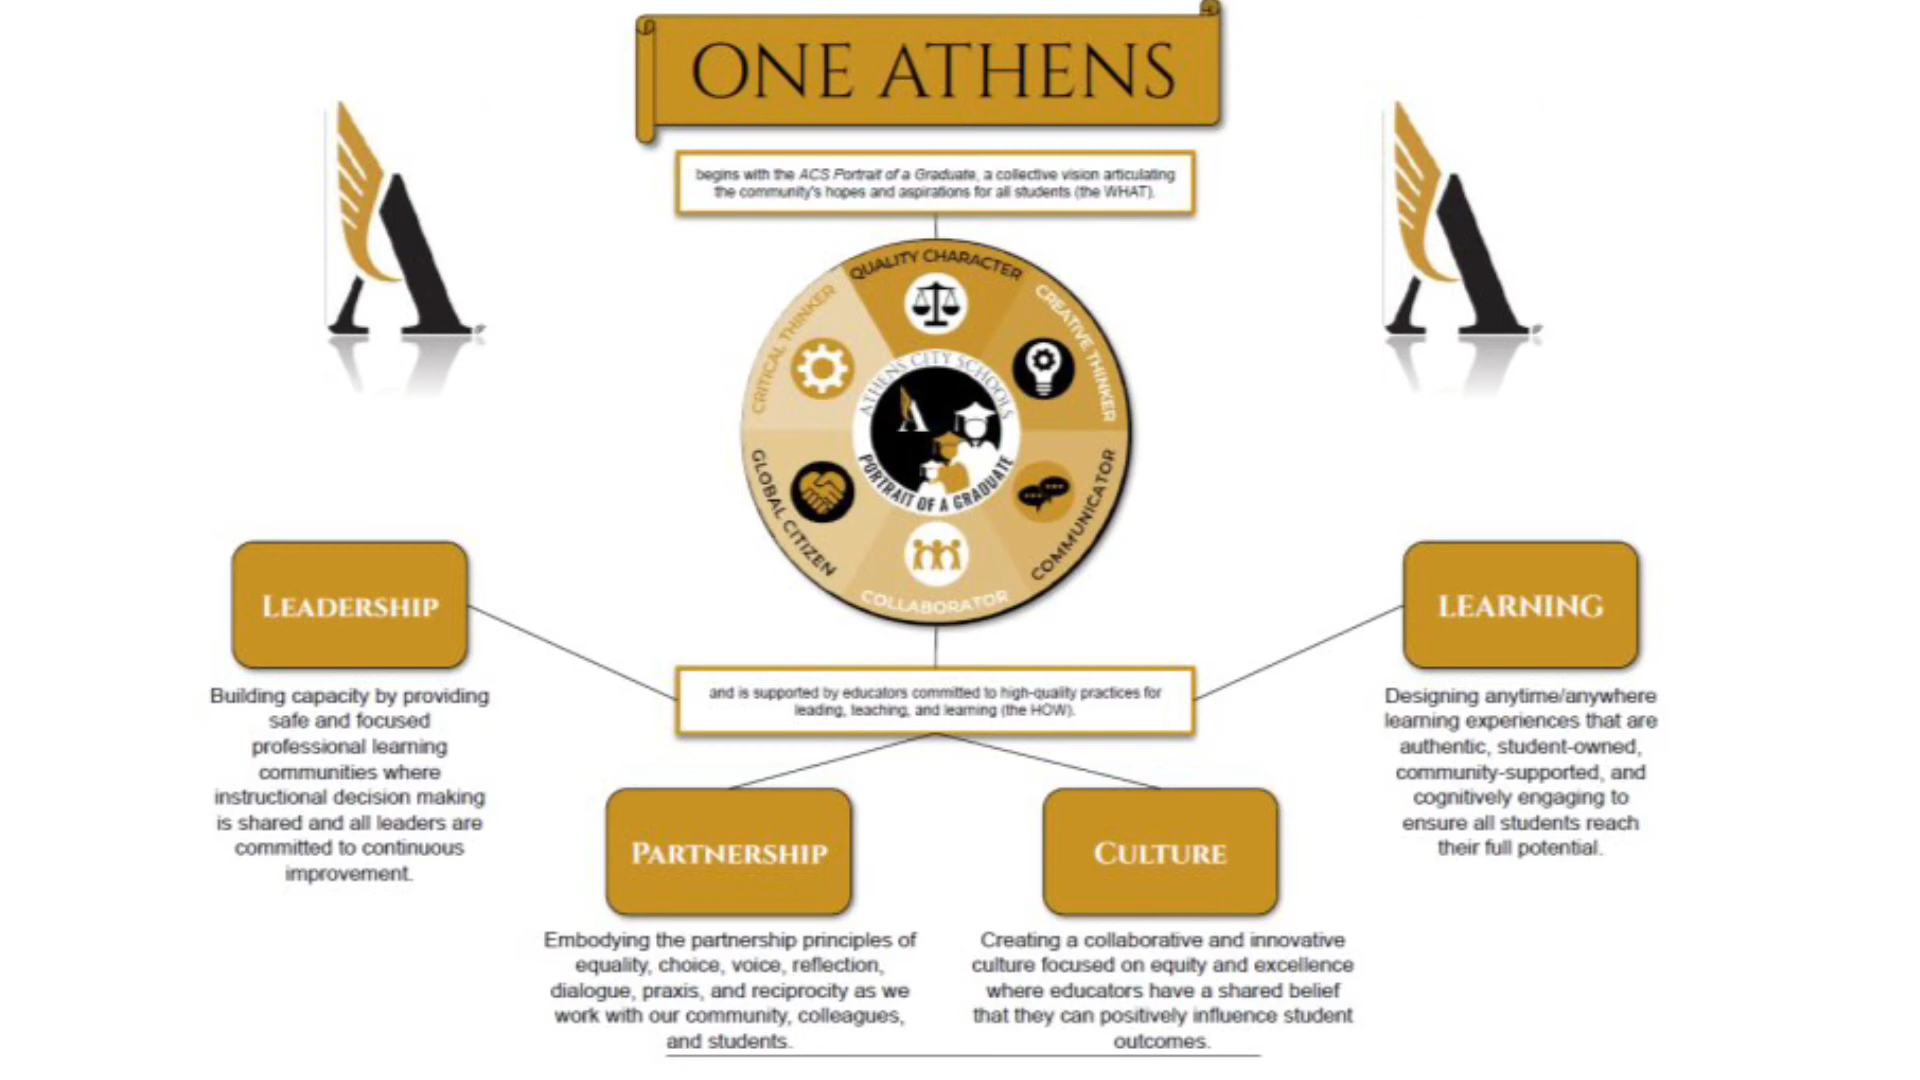 ONE ATHENS
begins with the ACS Portrait of a Graduate, a collective vision articulating
the community's hopes and aspirations for all students (the WHAT).
QUALITY CHARACTER
CREATIVE THINKER
COMMUNICATOR
COLLABORATOR
GLOBAL CITIZEN
CRITICAL THINKER
ATHENS CITY SCHOOLS
A
PORTRAIT OF A GRADUATE
and is supported by educators committed to high-quality practices for
leading, teaching, and learning (the HOW).
LEADERSHIP
Building capacity by providing
safe and focused
professional learning
communities where
instructional decision making
is shared and all leaders are
committed to continuous
improvement.
PARTNERSHIP
Embodying the partnership principles of
equality, choice, voice, reflection,
dialogue, praxis, and reciprocity as we
work with our community, colleagues,
and students.
CULTURE
Creating a collaborative and innovative
culture focused on equity and excellence
where educators have a shared belief
that they can positively influence student
outcomes.
LEARNING
Designing anytime/anywhere
learning experiences that are
authentic, student-owned,
community-supported, and
cognitively engaging to
ensure all students reach
their full potential.